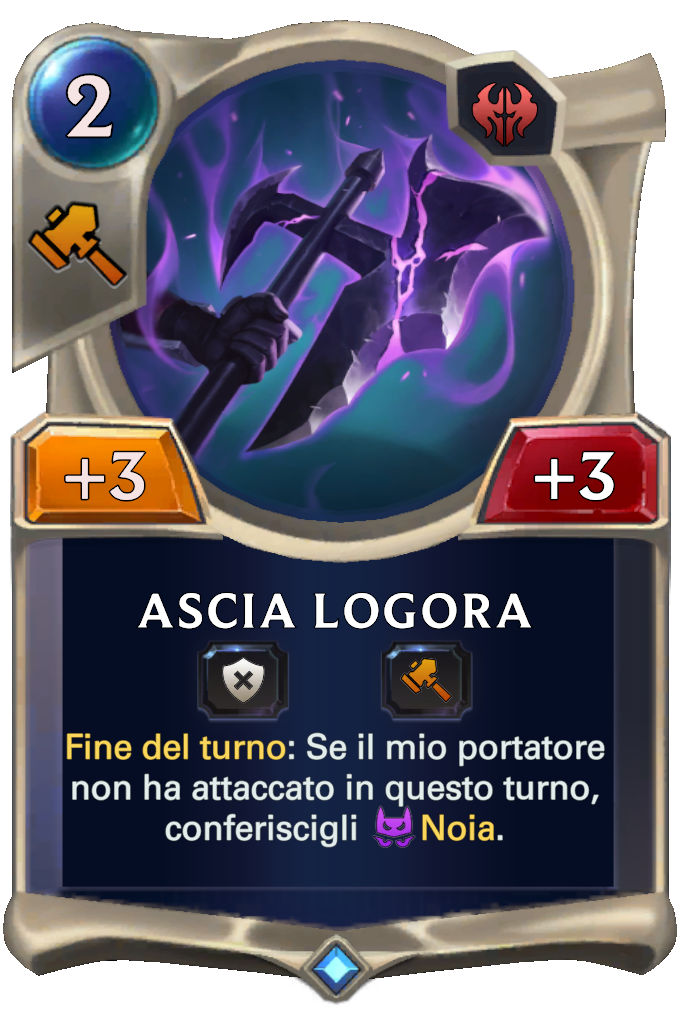 2
+3
+3
ASCIA LOGORA
Fine del turno: Se il mio portatore
non ha attaccato in questo turno,
conferiscigli Noia.